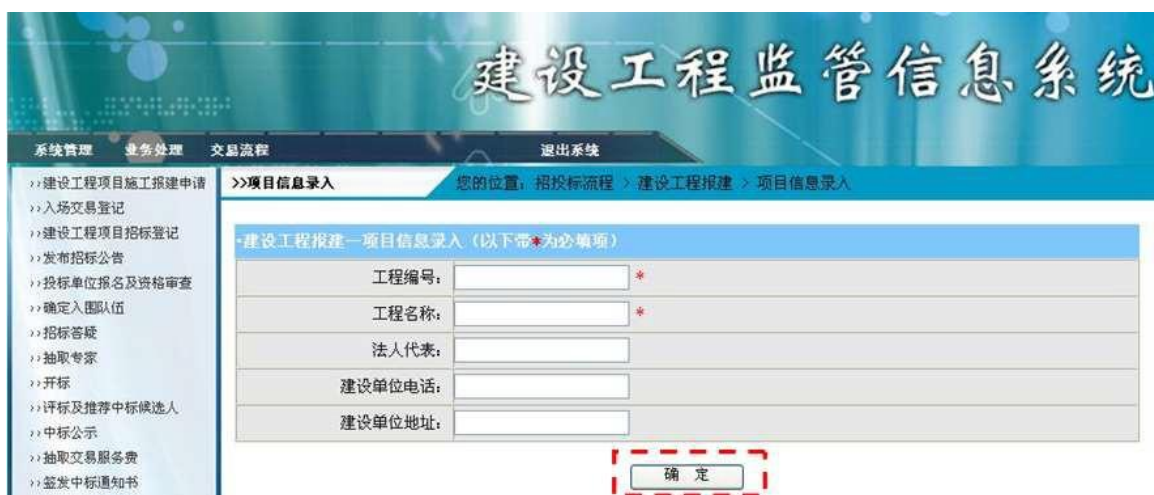 建设工程监管信息系统
系统管理 业务处理 交易流程 退出系统
>>建设工程项目施工报建申请
>>入场交易登记
>>建设工程项目招标登记
>>发布招标公告
>>投标单位报名及资格审查
>>确定入围队伍
>>招标答疑
>>抽取专家
>>开标
>>评标及推荐中标候选人
>>中标公示
>>抽取交易服务费
>>签发中标通知书
>>项目信息录入
您的位置：招投标流程 > 建设工程报建 > 项目信息录入
·建设工程报建—项目信息录入（以下带*为必填项）
工程编号： *
工程名称： *
法人代表：
建设单位电话：
建设单位地址：
确 定